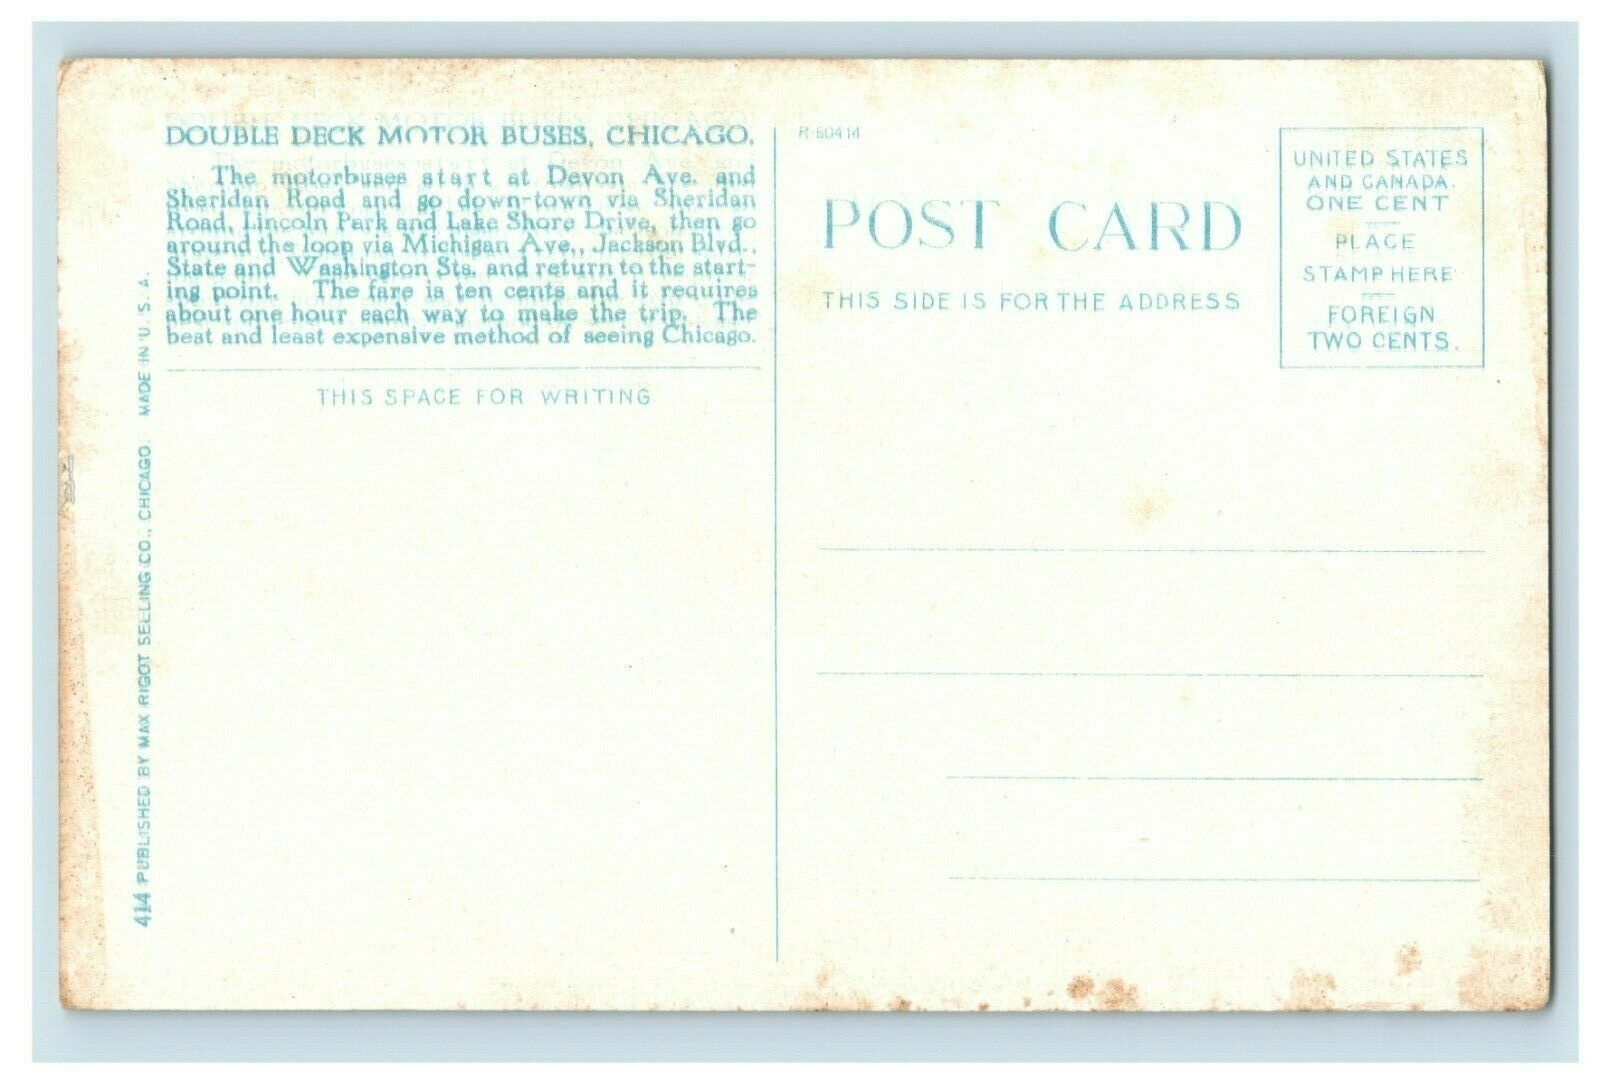 DOUBLE DECK MOTOR BUSES, CHICAGO.
The motorbuses start at Devon Ave. and
Sheridan Road and go down-town via Sheridan
Road, Lincoln Park and Lake Shore Drive, then go
around the loop via Michigan Ave., Jackson Blvd.,
State and Washington Sts. and return to the start-
ing point. The fare is ten cents and it requires
about one hour each way to make the trip. The
best and least expensive method of seeing Chicago.
THIS SPACE FOR WRITING
414 PUBLISHED BY MAX RIGOT SELLING CO., CHICAGO. MADE IN U. S. A.
R-60414
POST CARD
THIS SIDE IS FOR THE ADDRESS
UNITED STATES
AND CANADA.
ONE CENT
PLACE
STAMP HERE
FOREIGN
TWO CENTS.